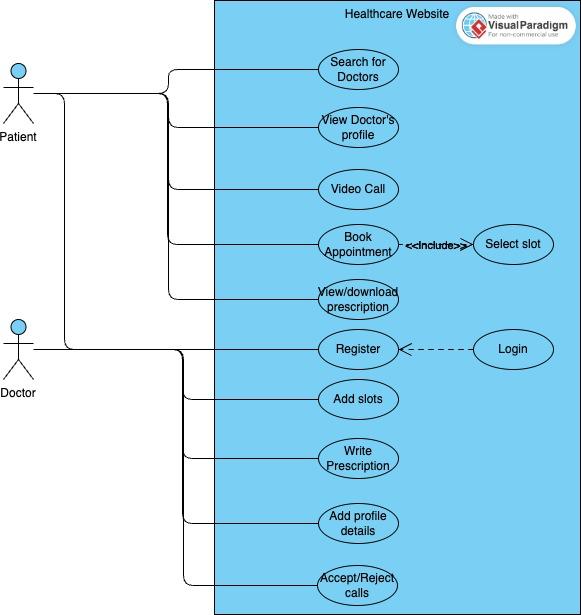 Healthcare Website
Made with
VisualParadigm
For non-commercial use
Search for
Doctors
Patient
View Doctor's
profile
Video Call
Book
Appointment
<<Include>>
Select slot
View/download
prescription
Doctor
Register
Login
Add slots
Write
Prescription
Add profile
details
Accept/Reject
calls